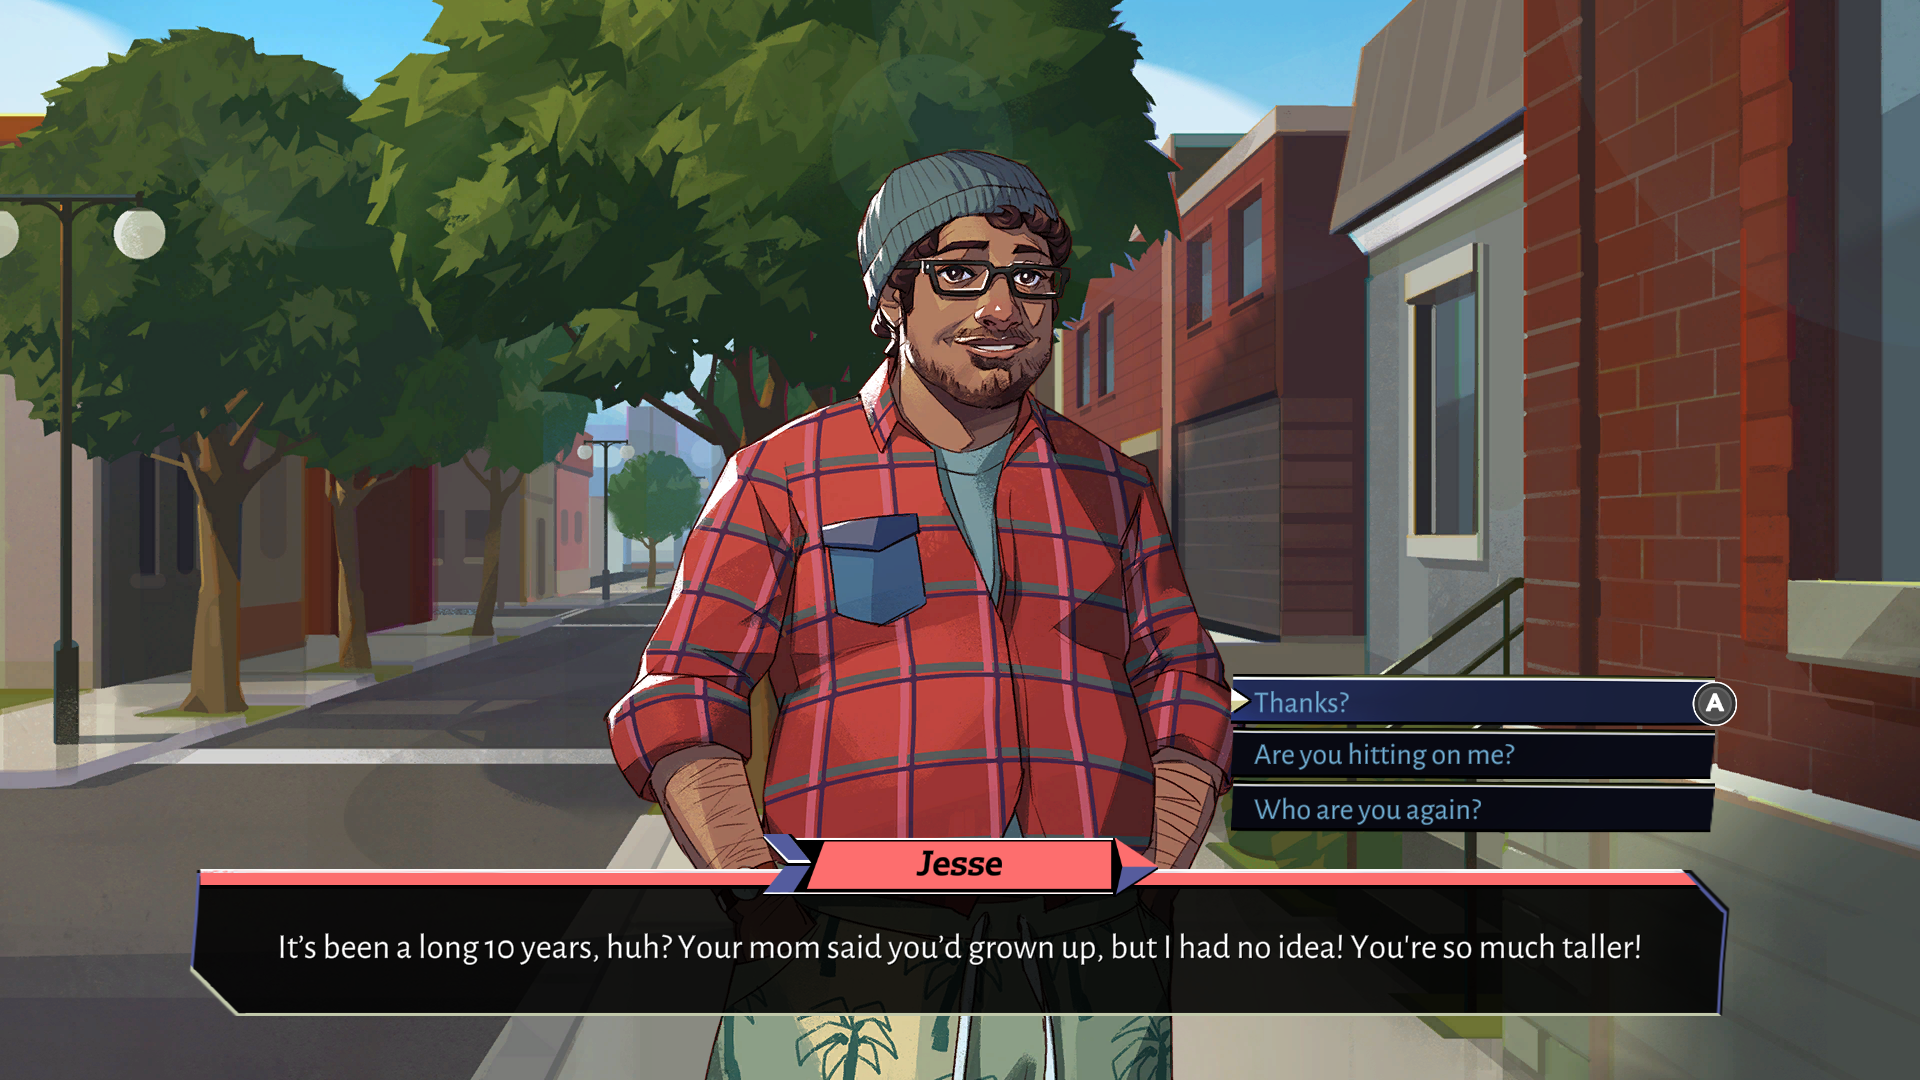 Thanks?
A
Are you hitting on me?
Who are you again?
Jesse
It's been a long 10 years, huh? Your mom said you'd grown up, but I had no idea! You're so much taller!